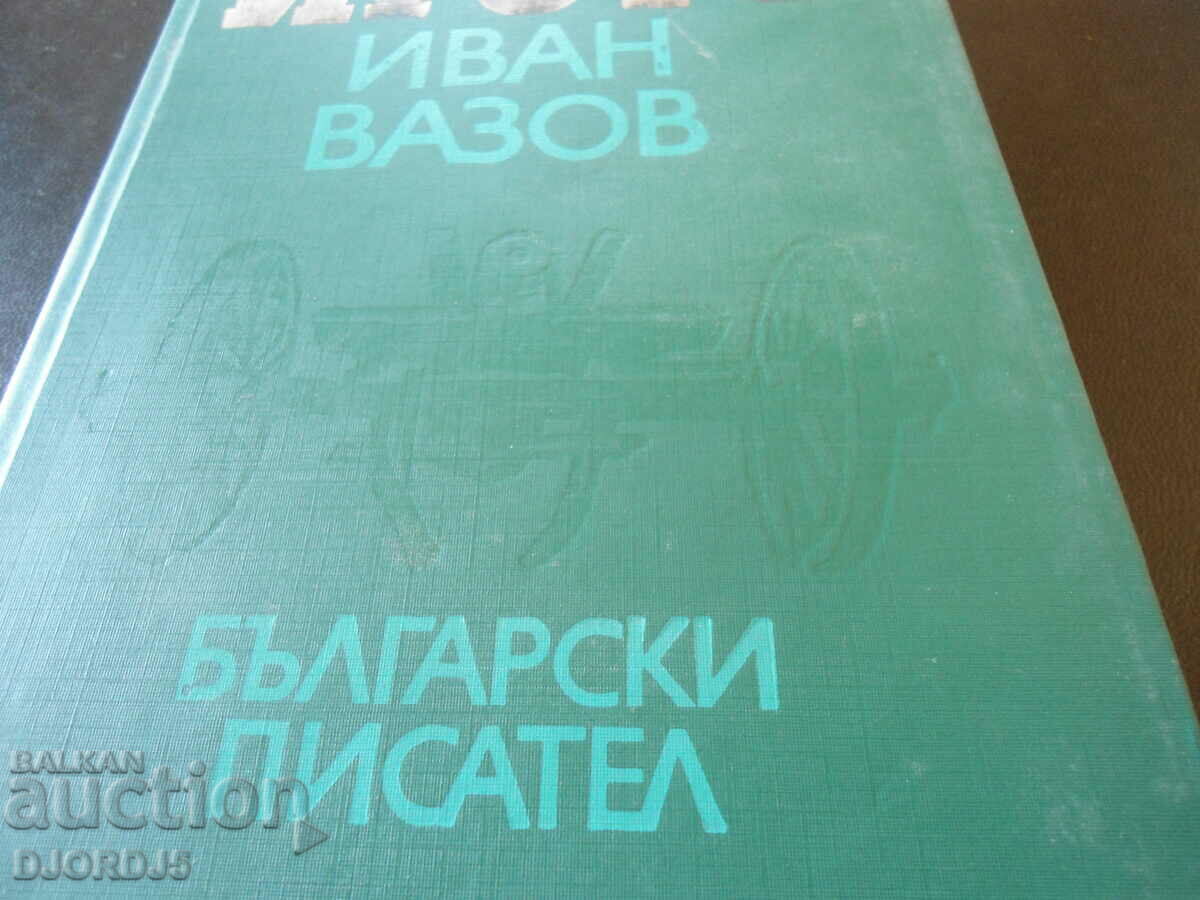 ИВАН
ВАЗОВ
БЪЛГАРСКИ
ПИСАТЕЛ
BALKAN
auction
DJORDJ5